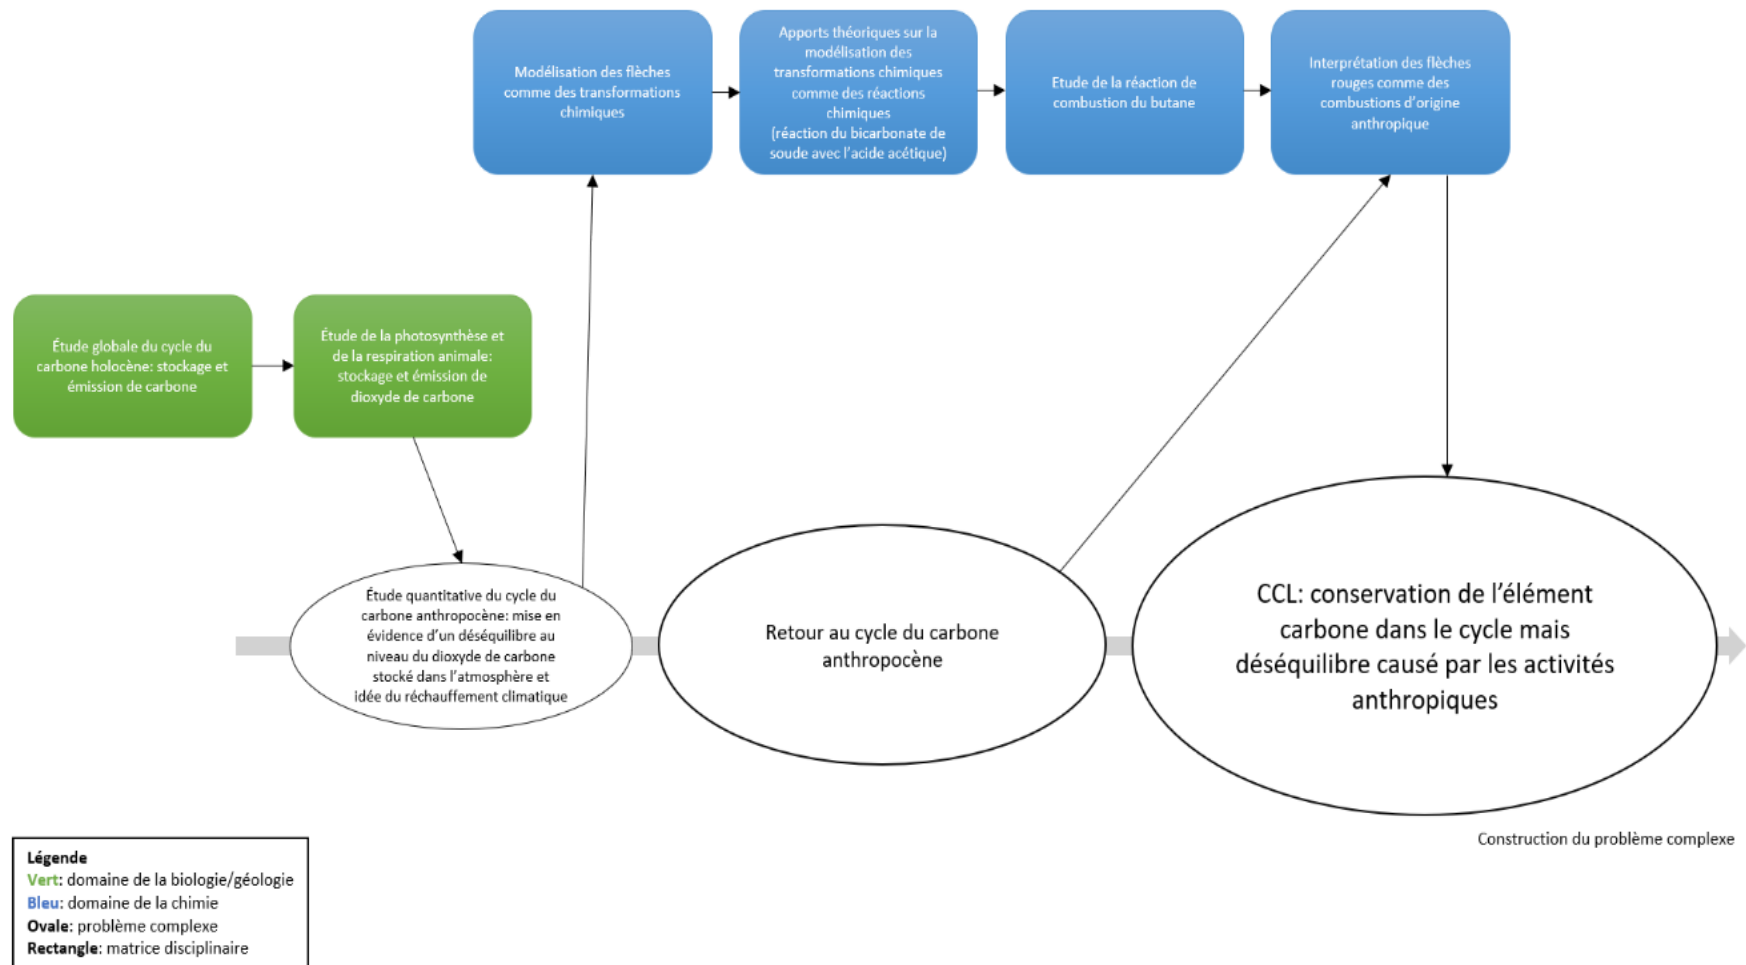 Modélisation des flèches
comme des transformations
chimiques
Apports théoriques sur la
modélisation des
transformations chimiques
comme des réactions
chimiques
(réaction du bicarbonate de
soude avec l'acide acétique)
Etude de la réaction de
combustion du butane
Interprétation des flèches
rouges comme des
combustions d'origine
anthropique
Étude globale du cycle du
carbone holocène: stockage et
émission de carbone
Étude de la photosynthèse et
de la respiration animale:
stockage et émission de
dioxyde de carbone
Étude quantitative du cycle du
carbone anthropocène: mise en
évidence d'un déséquilibre au
niveau du dioxyde de carbone
stocké dans l'atmosphère et
idée du réchauffement climatique
Retour au cycle du carbone
anthropocène
CCL: conservation de l'élément
carbone dans le cycle mais
déséquilibre causé par les activités
anthropiques
Construction du problème complexe
Légende
Vert: domaine de la biologie/géologie
Bleu: domaine de la chimie
Ovale: problème complexe
Rectangle: matrice disciplinaire